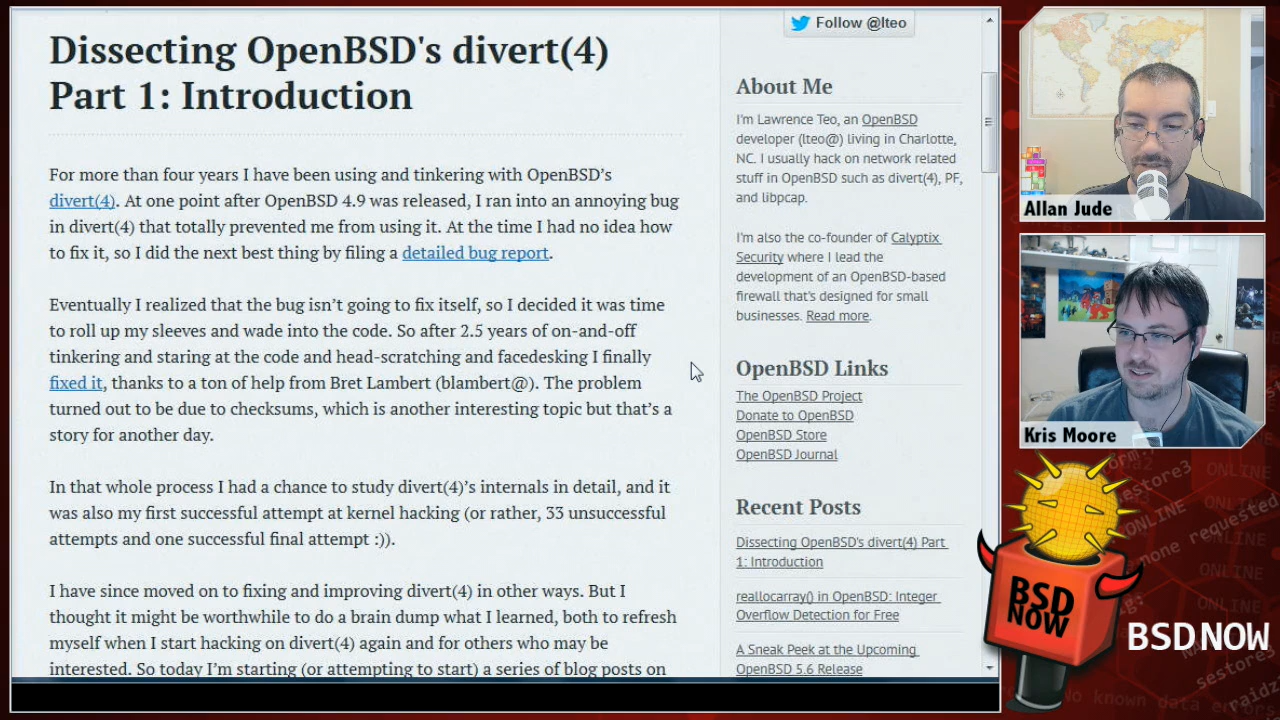 Dissecting OpenBSD's divert(4)
Part 1: Introduction
For more than four years I have been using and tinkering with OpenBSD’s
divert(4). At one point after OpenBSD 4.9 was released, I ran into an annoying bug
in divert(4) that totally prevented me from using it. At the time I had no idea how
to fix it, so I did the next best thing by filing a detailed bug report.
Eventually I realized that the bug isn’t going to fix itself, so I decided it was time
to roll up my sleeves and wade into the code. So after 2.5 years of on-and-off
tinkering and staring at the code and head-scratching and facedesking I finally
fixed it, thanks to a ton of help from Bret Lambert (blambert@). The problem
turned out to be due to checksums, which is another interesting topic but that’s a
story for another day.
In that whole process I had a chance to study divert(4)’s internals in detail, and it
was also my first successful attempt at kernel hacking (or rather, 33 unsuccessful
attempts and one successful final attempt :)).
I have since moved on to fixing and improving divert(4) in other ways. But I
thought it might be worthwhile to do a brain dump what I learned, both to refresh
myself when I start hacking on divert(4) again and for others who may be
interested. So today I’m starting (or attempting to start) a series of blog posts on
Follow @lteo
About Me
I'm Lawrence Teo, an OpenBSD
developer (lteo@) living in Charlotte,
NC. I usually hack on network related
stuff in OpenBSD such as divert(4), PF,
and libpcap.
I'm also the co-founder of Calyptix
Security where I lead the
development of an OpenBSD-based
firewall that's designed for small
businesses. Read more.
OpenBSD Links
The OpenBSD Project
Donate to OpenBSD
OpenBSD Store
OpenBSD Journal
Recent Posts
Dissecting OpenBSD's divert(4) Part
1: Introduction
reallocarray() in OpenBSD: Integer
Overflow Detection for Free
A Sneak Peek at the Upcoming
OpenBSD 5.6 Release
Allan Jude
Kris Moore
BSD
NOW
BSD NOW
ONLINE
ONLINE
ONLINE
ONLINE
No known data